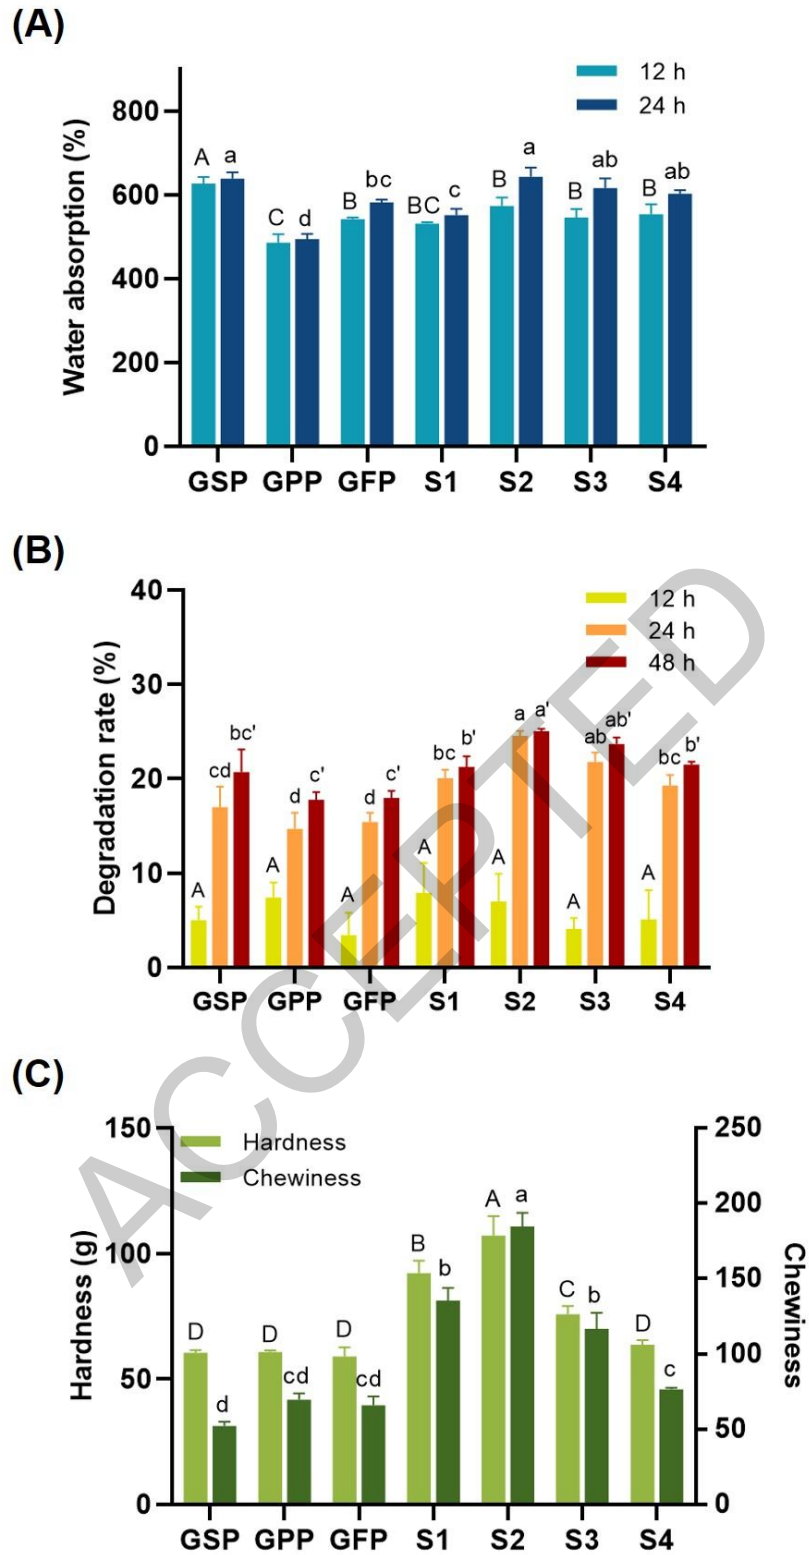 (A)
12 h
24 h
Water absorption (%)
800
600
400
200
0
A a
C d
B bc
BC c
B a
B ab
B ab
GSP GPP GFP S1 S2 S3 S4
(B)
12 h
24 h
48 h
Degradation rate (%)
40
30
20
10
0
A cd bc'
A d c'
A d c'
A bc b'
A a a'
A ab ab'
A bc b'
GSP GPP GFP S1 S2 S3 S4
(C)
Hardness
Chewiness
Hardness (g)
150
100
50
0
D d
D cd
D cd
B b
A a
C b
D c
250
200
150
100
50
0
Chewiness
GSP GPP GFP S1 S2 S3 S4
ACCEPTED